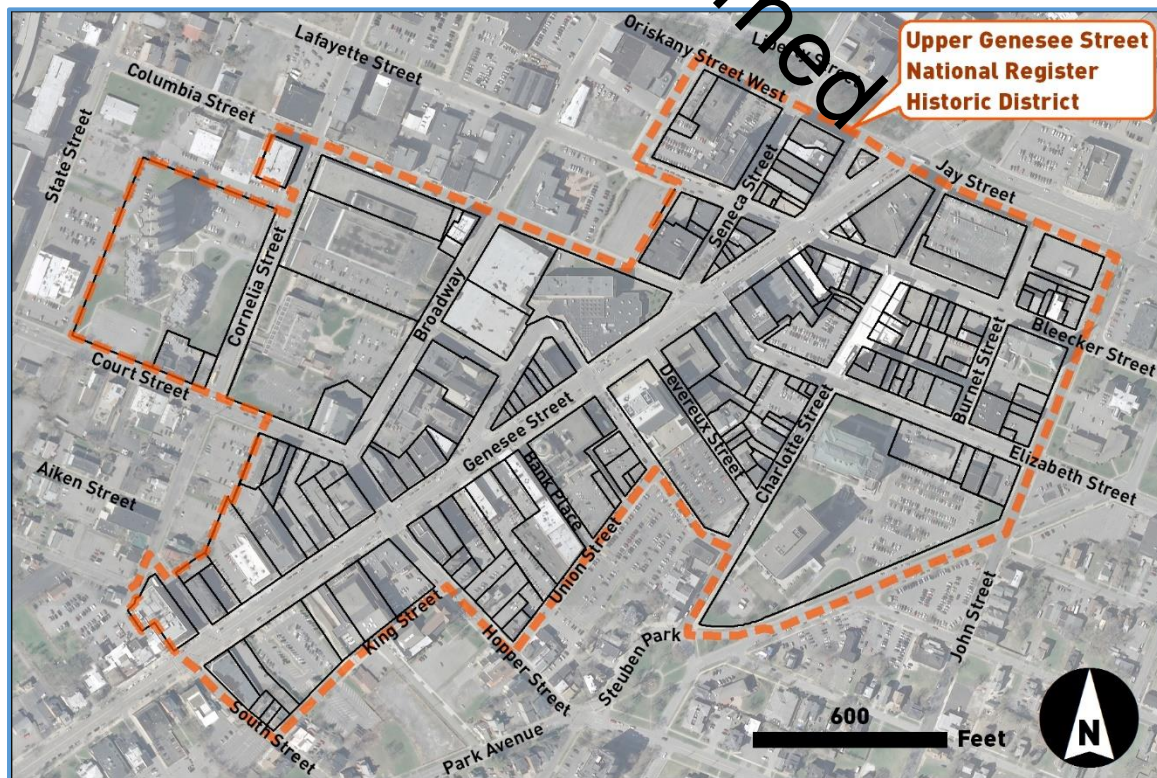 rned
Oriskany Street West
Upper Genesee Street
National Register
Historic District
Lafayette Street
Columbia Street
State Street
Jay Street
Seneca Street
Cornelia Street
Broadway
Bleecker Street
Burnet Street
Court Street
Devereux Street
Genesee Street
Charlotte Street
Elizabeth Street
Aiken Street
Bank Place
Union Street
King Street
Hopper Street
Steuben Park
John Street
South Street
Park Avenue
600
Feet
N